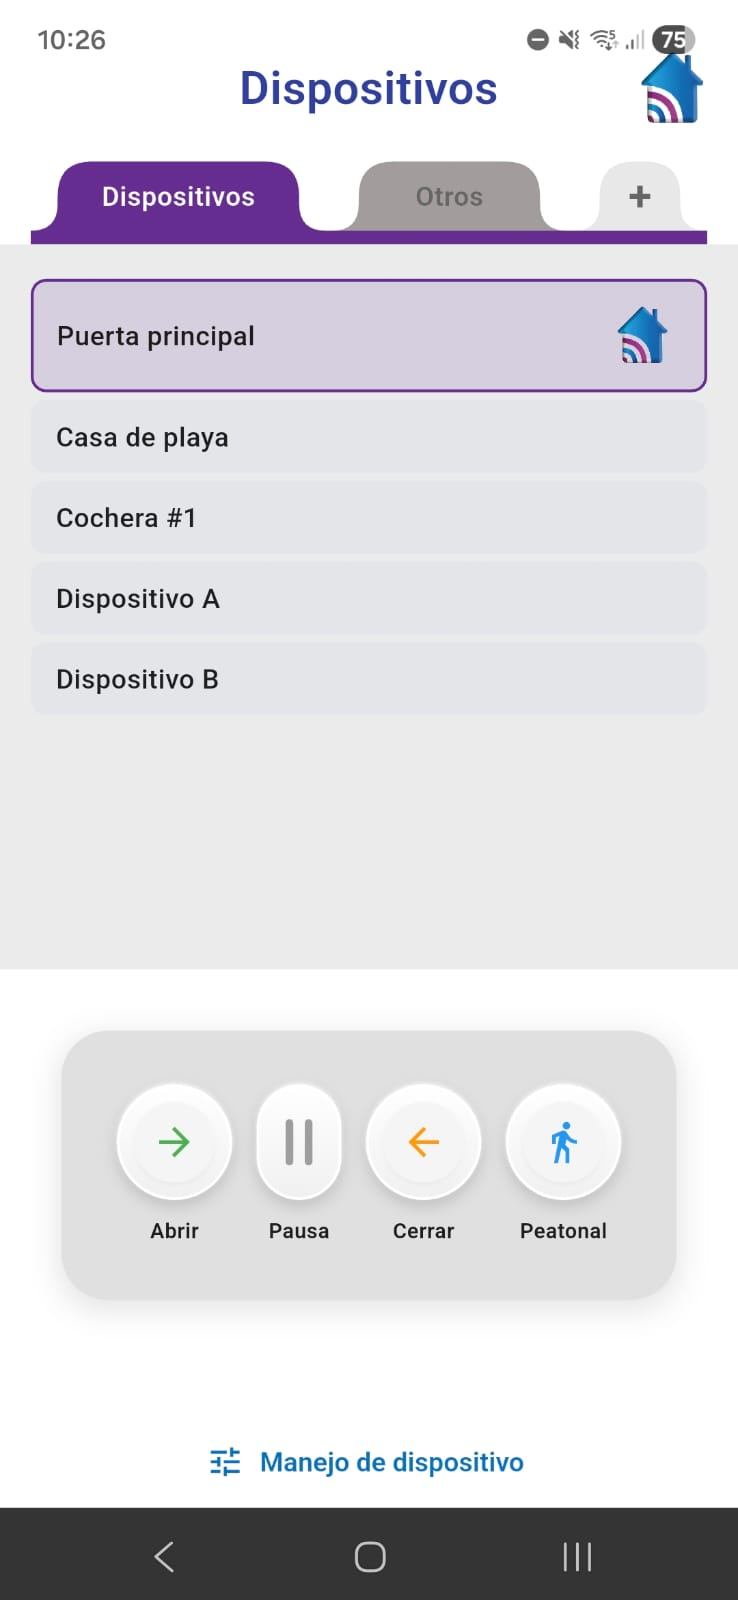 10:26
75
Dispositivos
Dispositivos
Otros
+
Puerta principal
Casa de playa
Cochera #1
Dispositivo A
Dispositivo B
Abrir
Pausa
Cerrar
Peatonal
Manejo de dispositivo